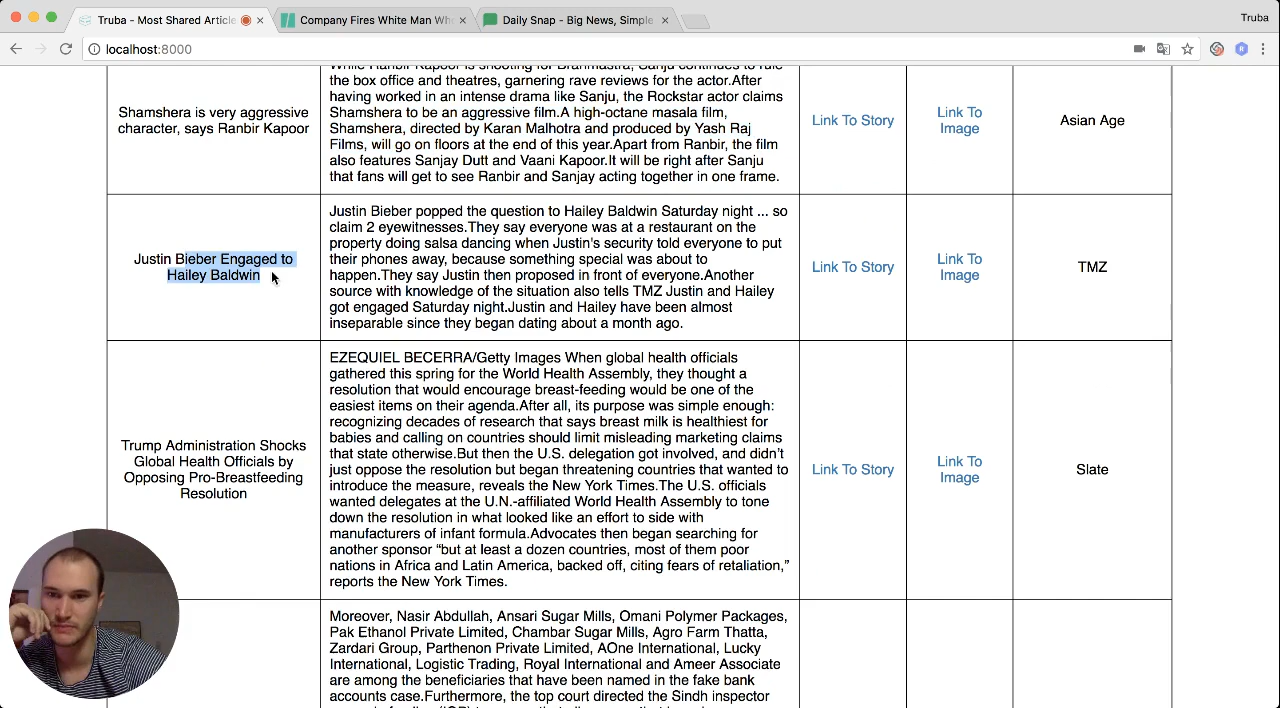 Truba - Most Shared Article
Company Fires White Man Wh
Daily Snap - Big News, Simple
Truba
localhost:8000
While Ranbir Kapoor is shooting for Brahmastra, Sanju continues to rule
the box office and theatres, garnering rave reviews for the actor.After
having worked in an intense drama like Sanju, the Rockstar actor claims
Shamshera to be an aggressive film.A high-octane masala film,
Shamshera, directed by Karan Malhotra and produced by Yash Raj
Films, will go on floors at the end of this year.Apart from Ranbir, the film
also features Sanjay Dutt and Vaani Kapoor.It will be right after Sanju
that fans will get to see Ranbir and Sanjay acting together in one frame.
Shamshera is very aggressive
character, says Ranbir Kapoor
Link To Story
Link To
Image
Asian Age
Justin Bieber Engaged to
Hailey Baldwin
Justin Bieber popped the question to Hailey Baldwin Saturday night ... so
claim 2 eyewitnesses.They say everyone was at a restaurant on the
property doing salsa dancing when Justin's security told everyone to put
their phones away, because something special was about to
happen.They say Justin then proposed in front of everyone.Another
source with knowledge of the situation also tells TMZ Justin and Hailey
got engaged Saturday night.Justin and Hailey have been almost
inseparable since they began dating about a month ago.
Link To Story
Link To
Image
TMZ
Trump Administration Shocks
Global Health Officials by
Opposing Pro-Breastfeeding
Resolution
EZEQUIEL BECERRA/Getty Images When global health officials
gathered this spring for the World Health Assembly, they thought a
resolution that would encourage breast-feeding would be one of the
easiest items on their agenda.After all, its purpose was simple enough:
recognizing decades of research that says breast milk is healthiest for
babies and calling on countries should limit misleading marketing claims
that state otherwise.But then the U.S. delegation got involved, and didn’t
just oppose the resolution but began threatening countries that wanted to
introduce the measure, reveals the New York Times.The U.S. officials
wanted delegates at the U.N.-affiliated World Health Assembly to tone
down the resolution in what looked like an effort to side with
manufacturers of infant formula.Advocates then began searching for
another sponsor “but at least a dozen countries, most of them poor
nations in Africa and Latin America, backed off, citing fears of retaliation,”
reports the New York Times.
Link To Story
Link To
Image
Slate
Moreover, Nasir Abdullah, Ansari Sugar Mills, Omani Polymer Packages,
Pak Ethanol Private Limited, Chambar Sugar Mills, Agro Farm Thatta,
Zardari Group, Parthenon Private Limited, AOne International, Lucky
International, Logistic Trading, Royal International and Ameer Associate
are among the beneficiaries that have been named in the fake bank
accounts case.Furthermore, the top court directed the Sindh inspector